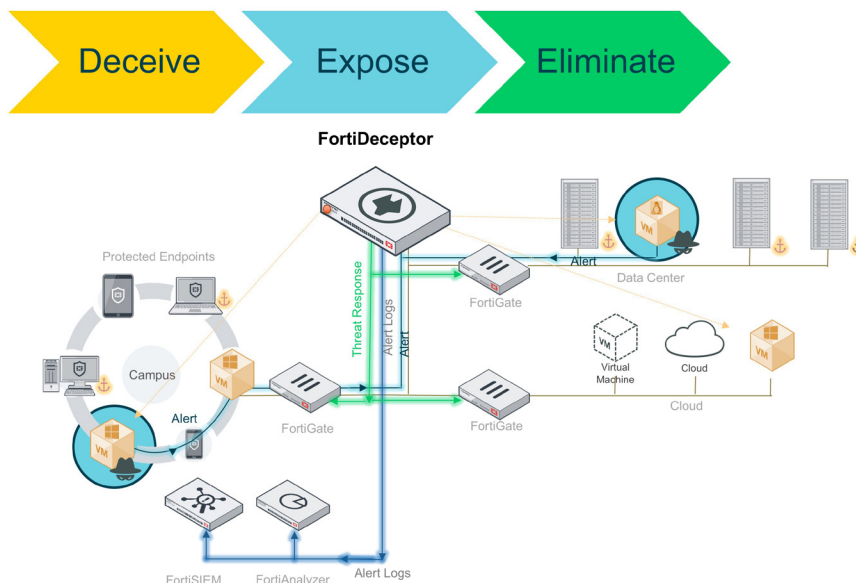 Deceive
Expose
Eliminate
FortiDeceptor
VM
Protected Endpoints
Alert
Data Center
FortiGate
Threat Response
Alert Logs
Alert
VM
Virtual
Machine
Cloud
VM
Campus
VM
Alert
VM
FortiGate
FortiGate
Cloud
FortiSIEM
FortiAnalyzer
Alert Logs